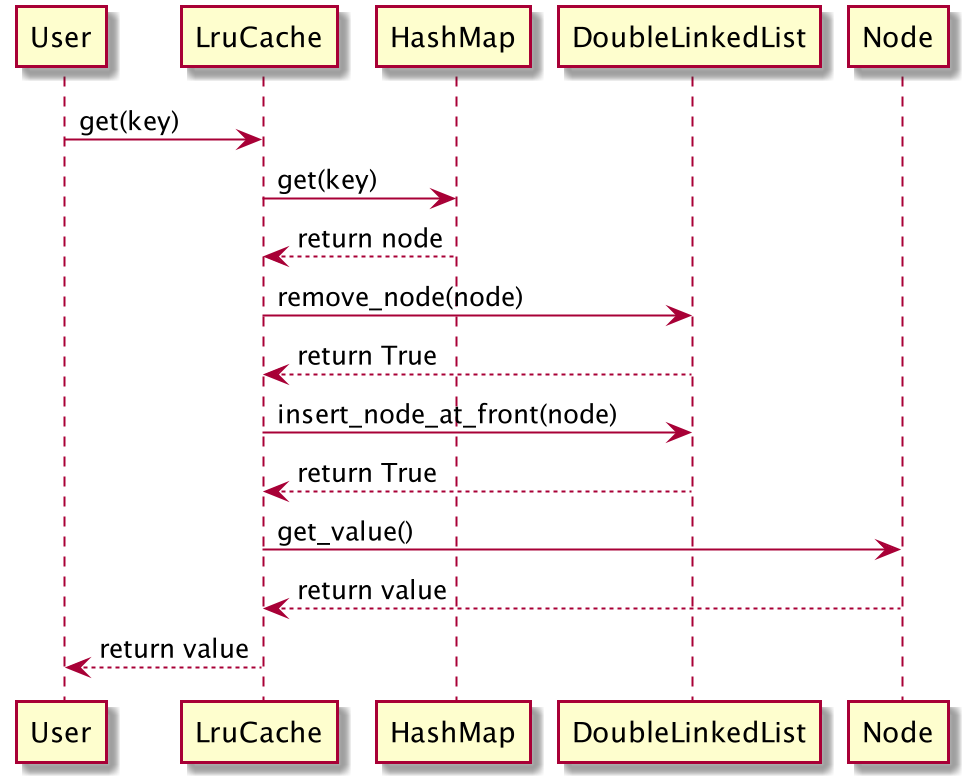 User LruCache HashMap DoubleLinkedList Node
get(key)
get(key)
return node
remove_node(node)
return True
insert_node_at_front(node)
return True
get_value()
return value
return value
User LruCache HashMap DoubleLinkedList Node